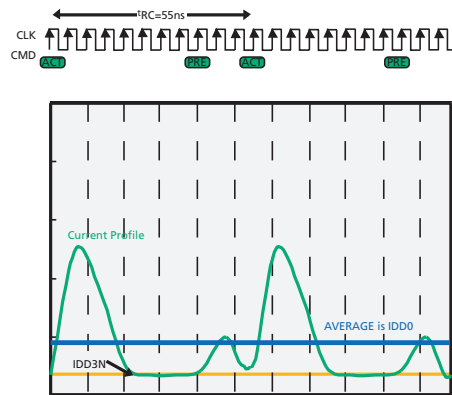 tRC=55ns
CLK
CMD
ACT PRE ACT PRE
Current Profile
AVERAGE is IDD0
IDD3N